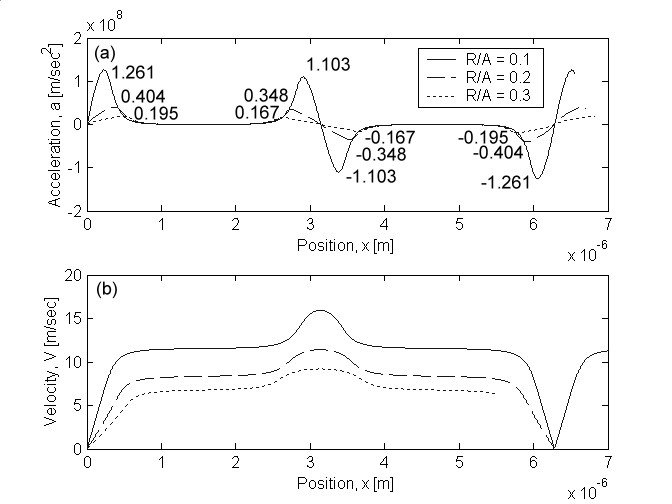 x 10^8
2
1
0
-1
-2
Acceleration, a [m/sec^2]
(a)
1.261
0.404
0.195
1.103
0.348
0.167
-0.167
-0.348
-1.103
-0.195
-0.404
-1.261
R/A = 0.1
R/A = 0.2
R/A = 0.3
0 1 2 3 4 5 6 7
Position, x [m]
x 10^-6
20
15
10
5
0
Velocity, V [m/sec]
(b)
0 1 2 3 4 5 6 7
Position, x [m]
x 10^-6